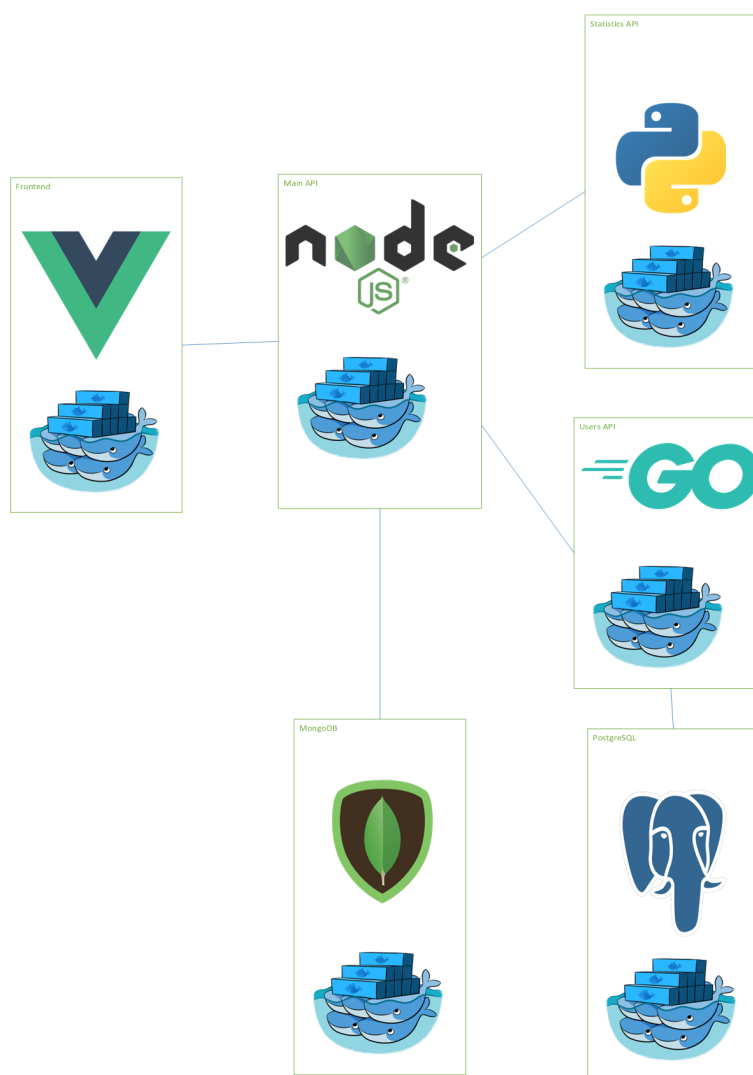 Statistics API
Frontend
Main API
node
JS®
Users API
GO
MongoDB
PostgreSQL